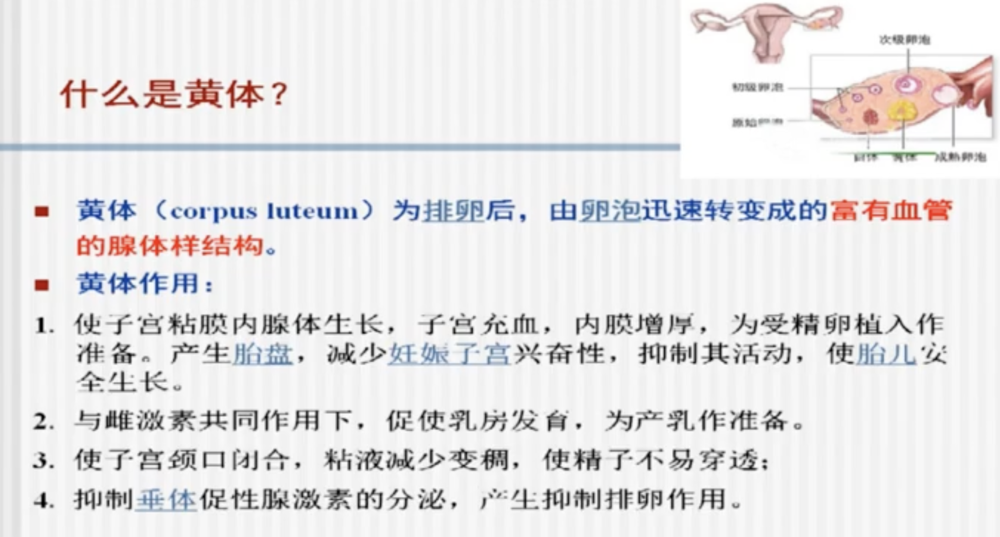 次级卵泡
初级卵泡
原始卵泡
白体 黄体 成熟卵泡
什么是黄体？
■ 黄体（corpus luteum）为排卵后，由卵泡迅速转变成的富有血管
的腺体样结构。
■ 黄体作用：
1. 使子宫粘膜内腺体生长，子宫充血，内膜增厚，为受精卵植入作
准备。产生胎盘，减少妊娠子宫兴奋性，抑制其活动，使胎儿安
全生长。
2. 与雌激素共同作用下，促使乳房发育，为产乳作准备。
3. 使子宫颈口闭合，粘液减少变稠，使精子不易穿透；
4. 抑制垂体促性腺激素的分泌，产生抑制排卵作用。